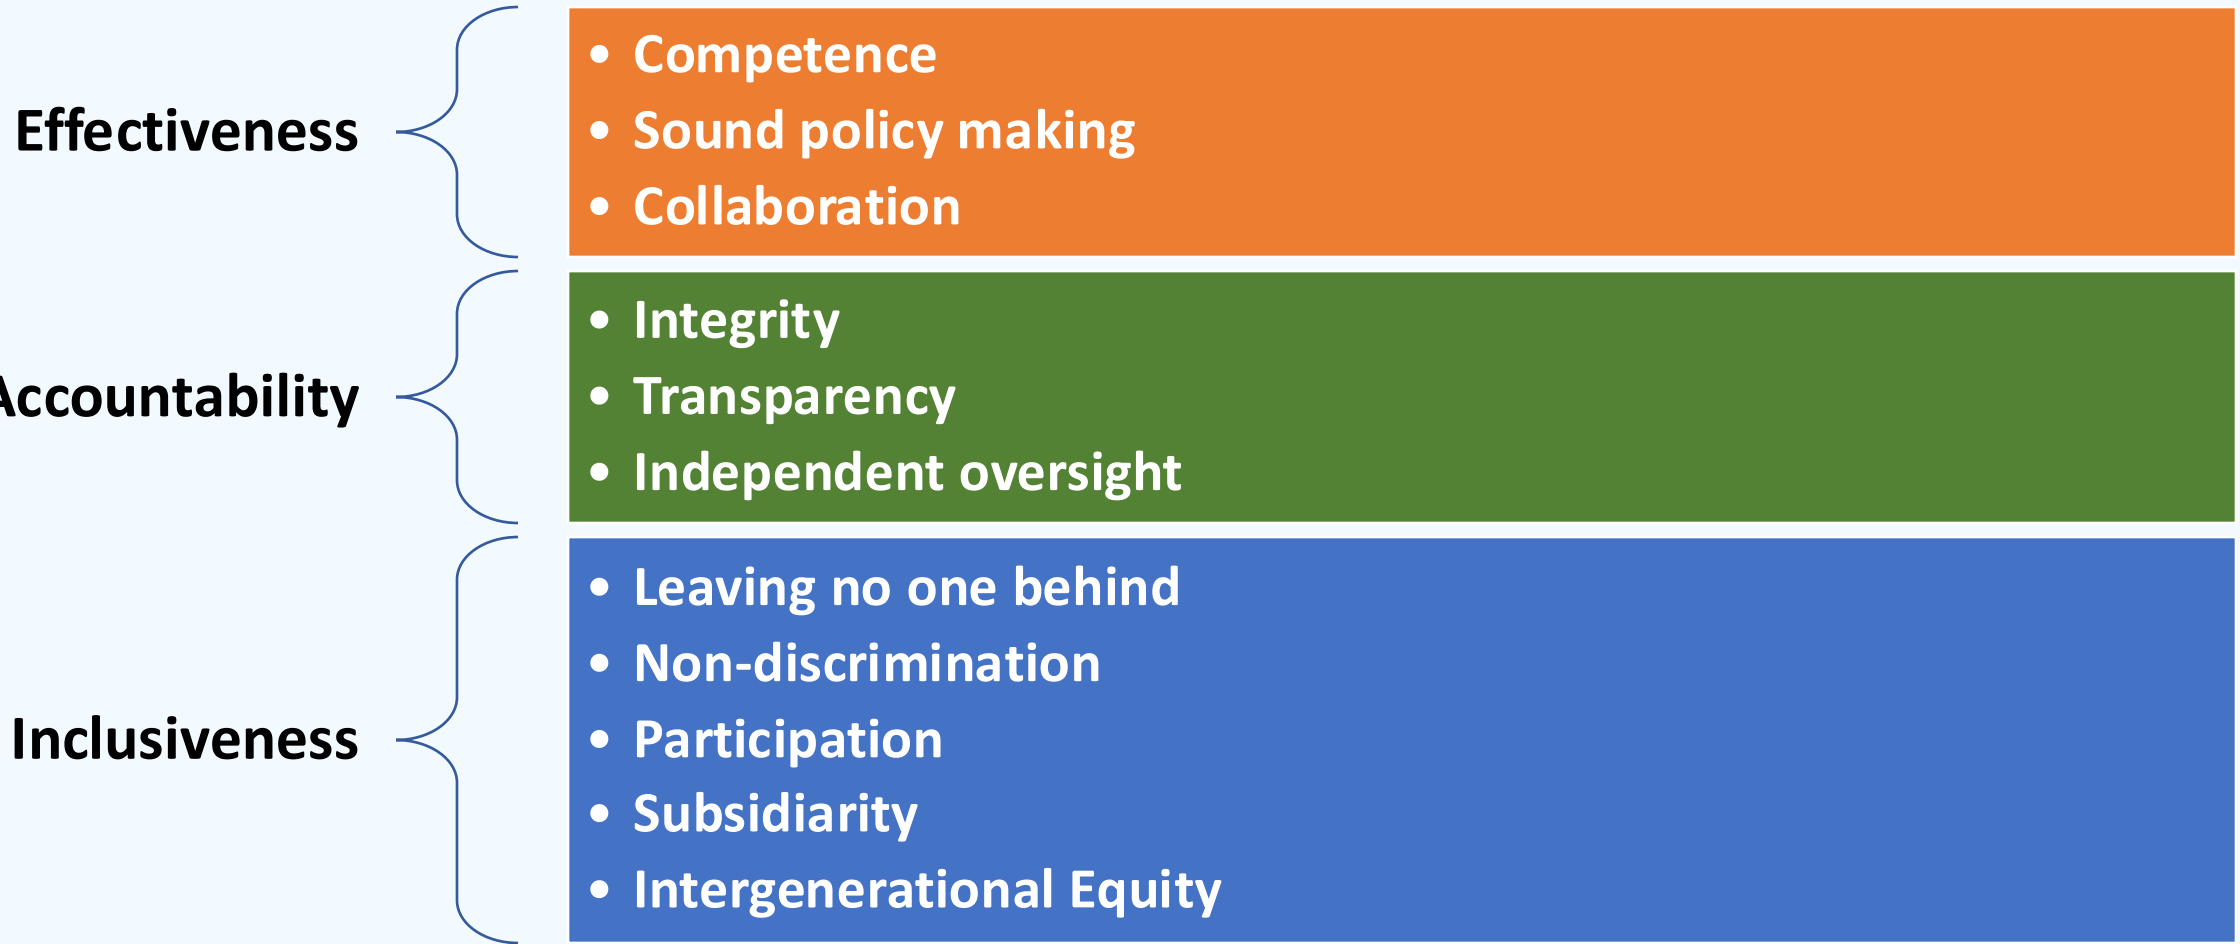 Effectiveness
• Competence
• Sound policy making
• Collaboration
Accountability
• Integrity
• Transparency
• Independent oversight
Inclusiveness
• Leaving no one behind
• Non-discrimination
• Participation
• Subsidiarity
• Intergenerational Equity